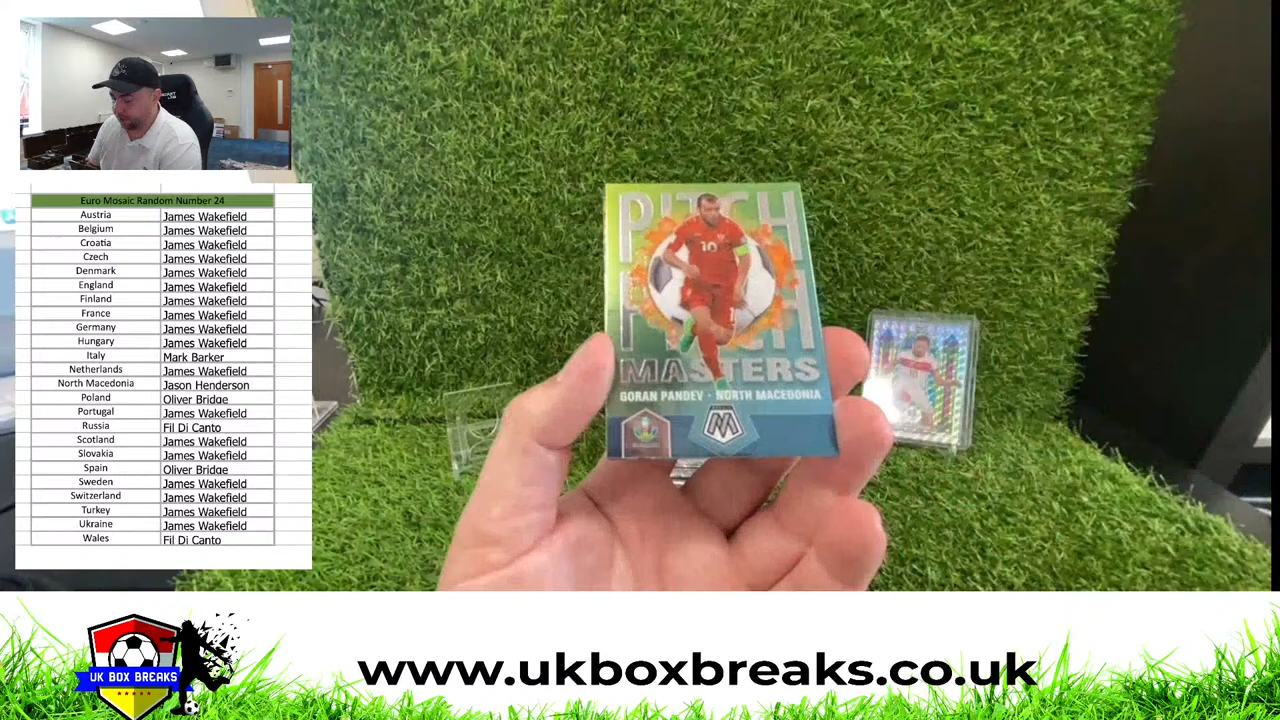 Euro Mosaic Random Number 24
Austria James Wakefield
Belgium James Wakefield
Croatia James Wakefield
Czech James Wakefield
Denmark James Wakefield
England James Wakefield
Finland James Wakefield
France James Wakefield
Germany James Wakefield
Hungary James Wakefield
Italy Mark Barker
Netherlands James Wakefield
North Macedonia Jason Henderson
Poland Oliver Bridge
Portugal James Wakefield
Russia Fil Di Canto
Scotland James Wakefield
Slovakia James Wakefield
Spain Oliver Bridge
Sweden James Wakefield
Switzerland James Wakefield
Turkey James Wakefield
Ukraine James Wakefield
Wales Fil Di Canto
PITCH
PITCH
MASTERS
GORAN PANDEV · NORTH MACEDONIA
10
M
UK BOX BREAKS
www.ukboxbreaks.co.uk